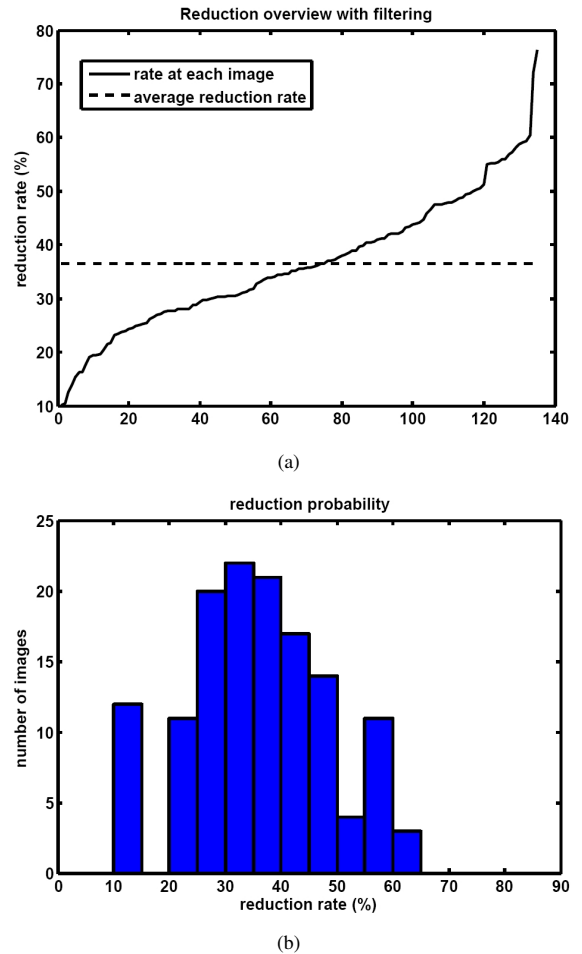 Reduction overview with filtering
80
70
60
50
40
30
20
10
reduction rate (%)
rate at each image
average reduction rate
0 20 40 60 80 100 120 140
(a)
reduction probability
25
20
15
10
5
0
number of images
0 10 20 30 40 50 60 70 80 90
reduction rate (%)
(b)